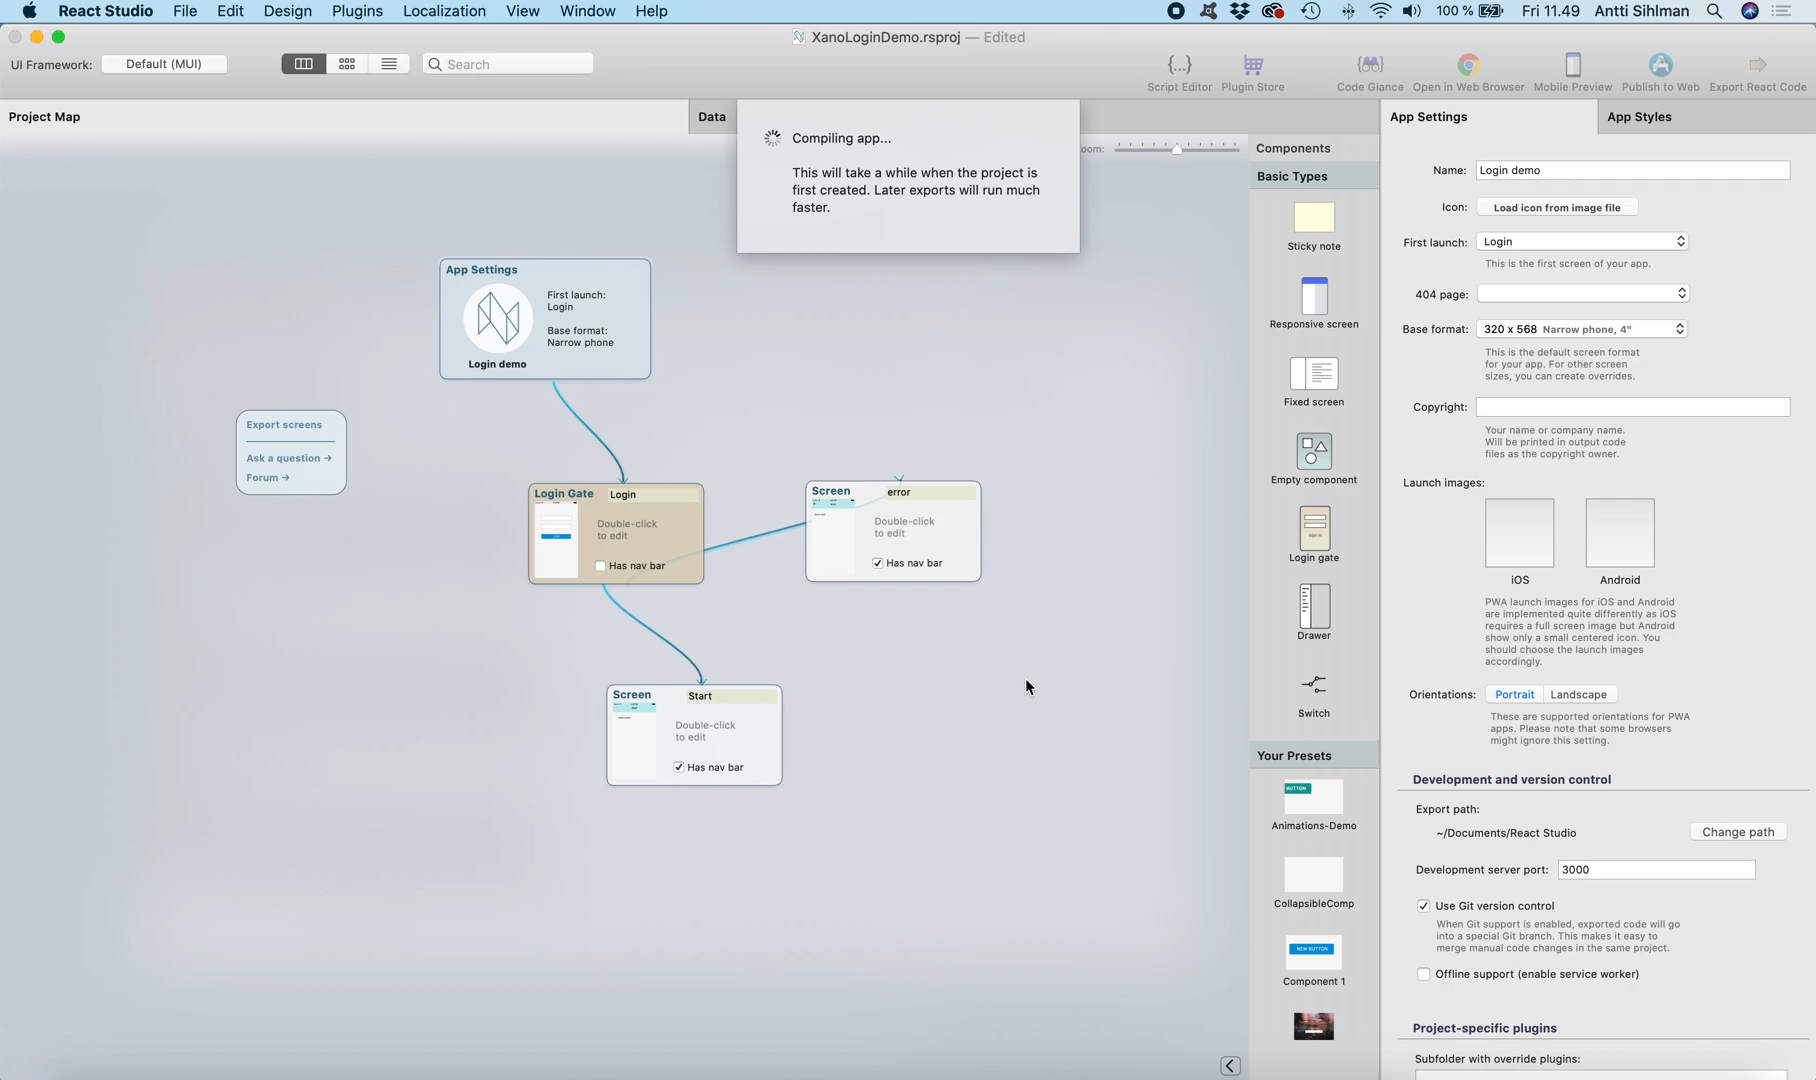 React Studio File Edit Design Plugins Localization View Window Help
100 % Fri 11.49 Antti Sihlman
XanoLoginDemo.rsproj — Edited
UI Framework: Default (MUI) Search
Script Editor Plugin Store Code Glance Open in Web Browser Mobile Preview Publish to Web Export React Code
Project Map
Data
oom:
Compiling app...
This will take a while when the project is
first created. Later exports will run much
faster.
App Settings
First launch:
Login
Base format:
Narrow phone
Login demo
Export screens
Ask a question →
Forum →
Login Gate Login
Double-click
to edit
Has nav bar
Screen error
Double-click
to edit
Has nav bar
Screen Start
Double-click
to edit
Has nav bar
Components
Basic Types
Sticky note
Responsive screen
Fixed screen
Empty component
sign in
Login gate
Drawer
Switch
Your Presets
BUTTON
Animations-Demo
CollapsibleComp
NEW BUTTON
Component 1
App Settings App Styles
Name: Login demo
Icon: Load icon from image file
First launch: Login
This is the first screen of your app.
404 page:
Base format: 320 x 568 Narrow phone, 4"
This is the default screen format
for your app. For other screen
sizes, you can create overrides.
Copyright:
Your name or company name.
Will be printed in output code
files as the copyright owner.
Launch images:
iOS Android
PWA launch images for iOS and Android
are implemented quite differently as iOS
requires a full screen image but Android
show only a small centered icon. You
should choose the launch images
accordingly.
Orientations: Portrait Landscape
These are supported orientations for PWA
apps. Please note that some browsers
might ignore this setting.
Development and version control
Export path:
~/Documents/React Studio Change path
Development server port: 3000
Use Git version control
When Git support is enabled, exported code will go
into a special Git branch. This makes it easy to
merge manual code changes in the same project.
Offline support (enable service worker)
Project-specific plugins
Subfolder with override plugins: